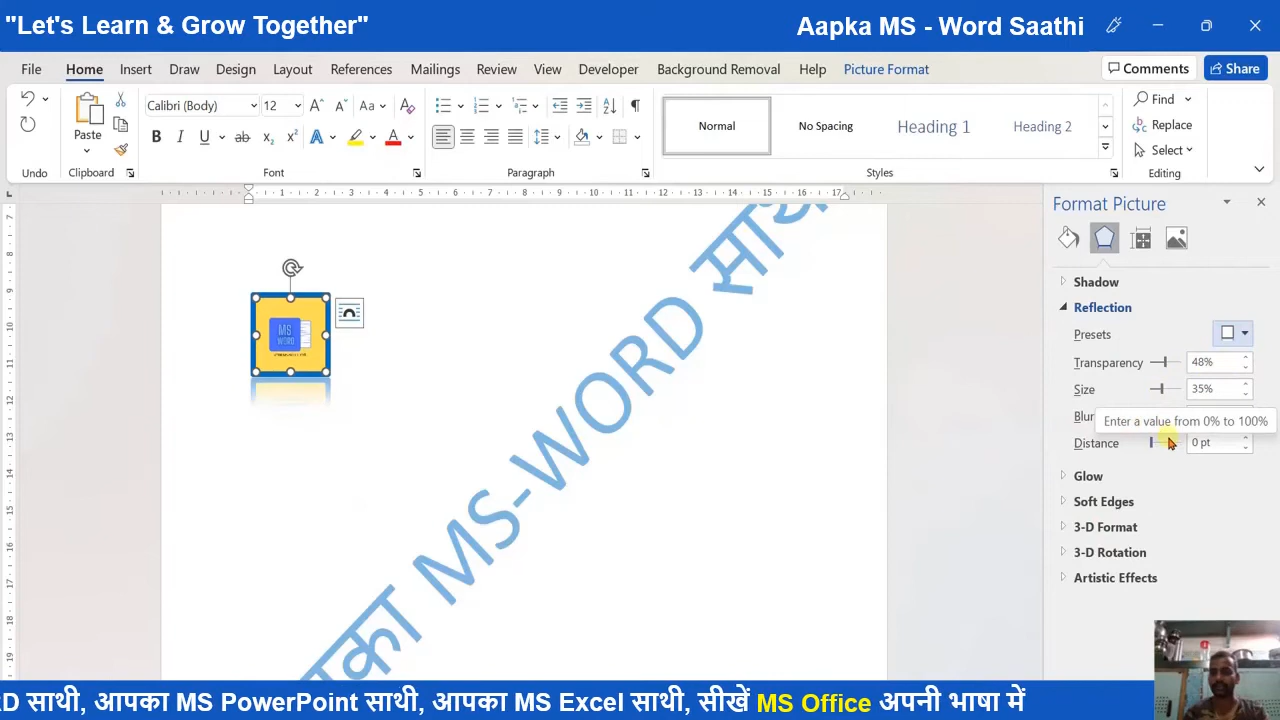 "Let's Learn & Grow Together"
Aapka MS - Word Saathi
File Home Insert Draw Design Layout References Mailings Review View Developer Background Removal Help Picture Format
Comments Share
Calibri (Body) 12
Find
Paste
Normal No Spacing Heading 1 Heading 2
Replace
Select
Undo Clipboard Font Paragraph Styles Editing
Format Picture
Shadow
Reflection
Presets
Transparency 48%
Size 35%
Blur
Enter a value from 0% to 100%
Distance 0 pt
Glow
Soft Edges
3-D Format
3-D Rotation
Artistic Effects
MS
WORD
MS-WORD
RD साथी, आपका MS PowerPoint साथी, आपका MS Excel साथी, सीखें MS Office अपनी भाषा में